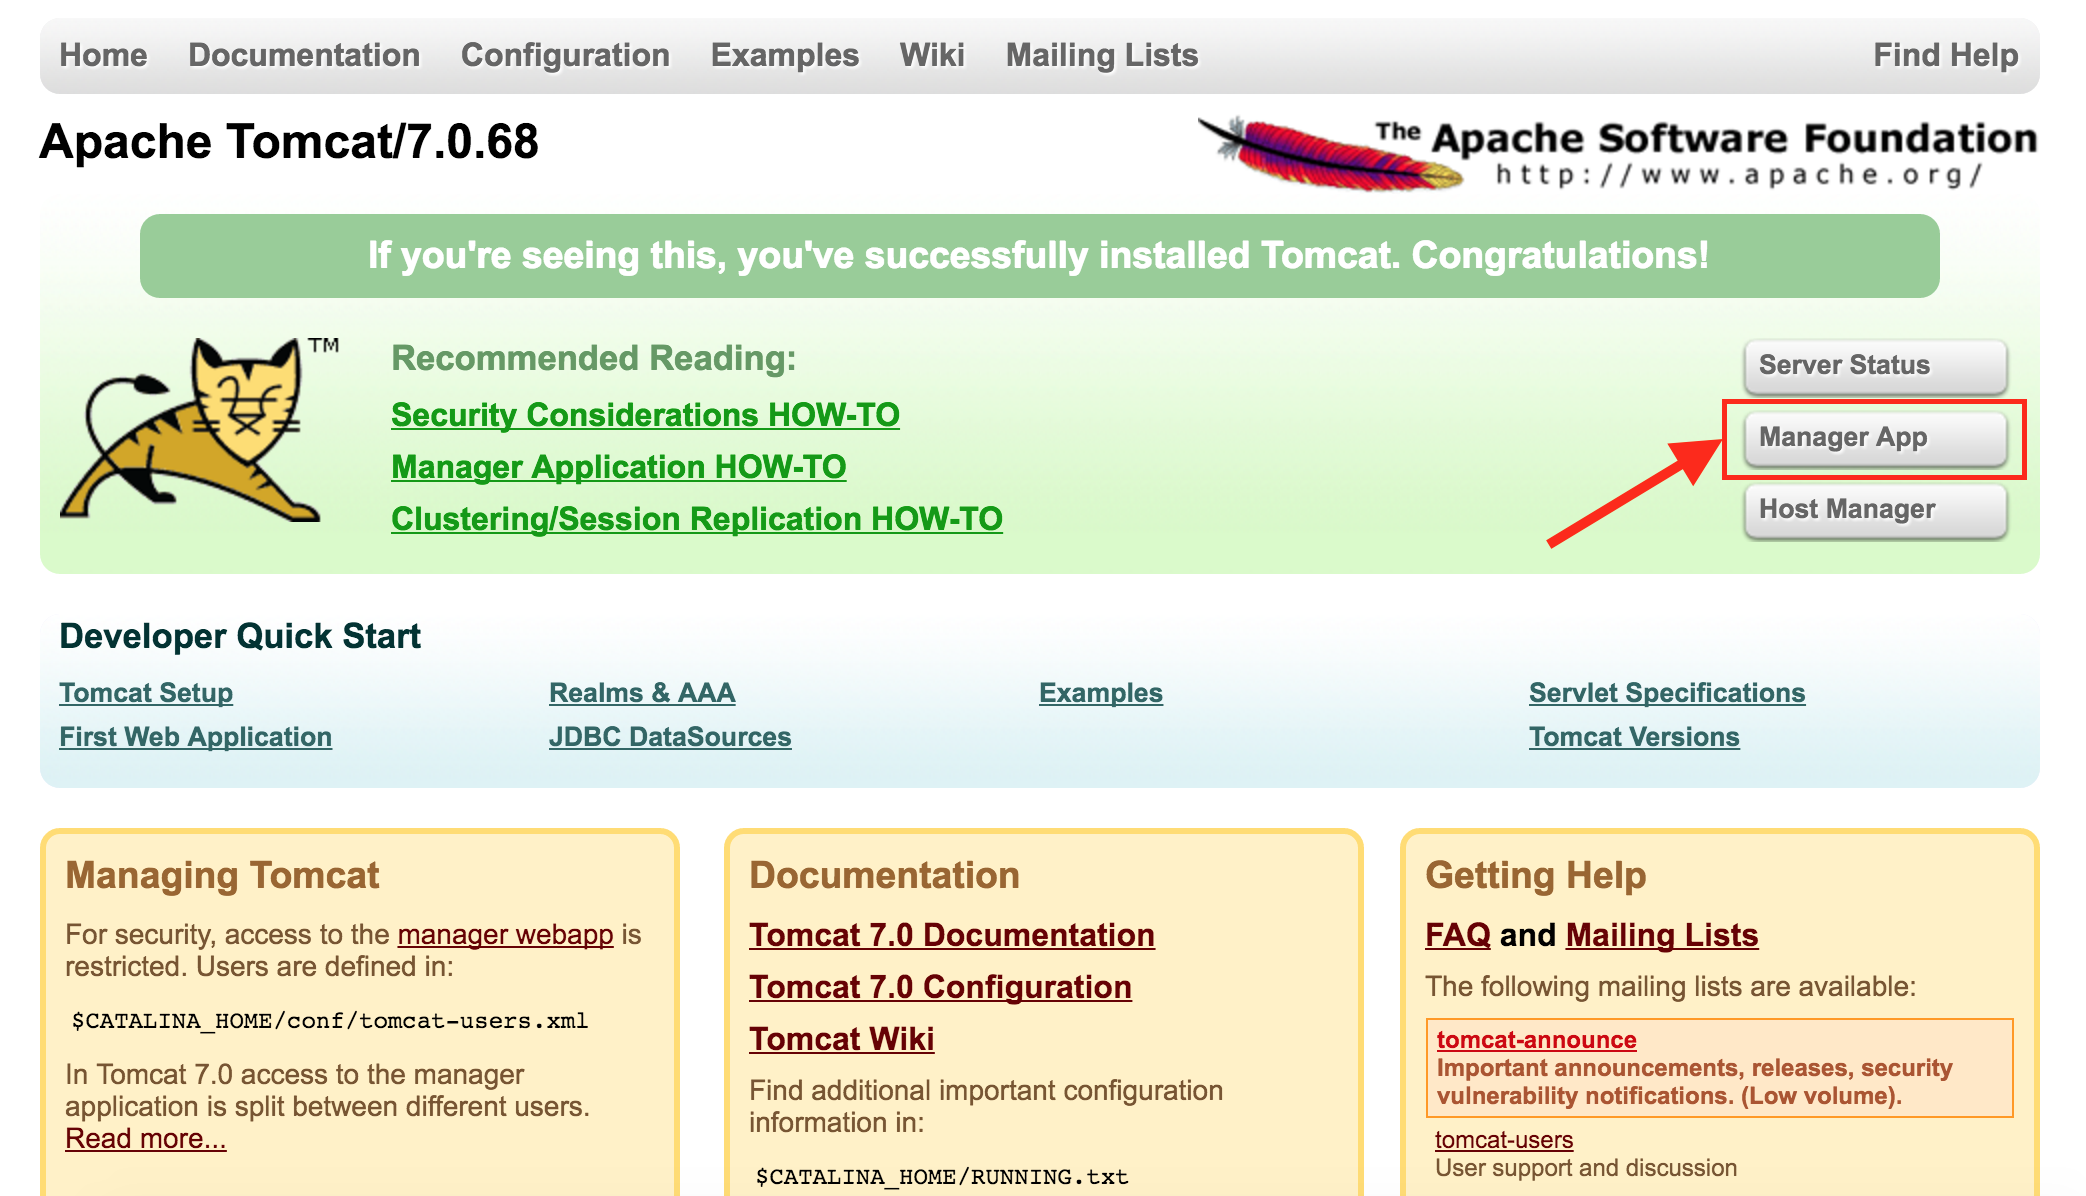 Home Documentation Configuration Examples Wiki Mailing Lists Find Help
Apache Tomcat/7.0.68
The Apache Software Foundation
http://www.apache.org/
If you're seeing this, you've successfully installed Tomcat. Congratulations!
TM
Recommended Reading:
Security Considerations HOW-TO
Manager Application HOW-TO
Clustering/Session Replication HOW-TO
Server Status
Manager App
Host Manager
Developer Quick Start
Tomcat Setup
First Web Application
Realms & AAA
JDBC DataSources
Examples
Servlet Specifications
Tomcat Versions
Managing Tomcat
For security, access to the manager webapp is
restricted. Users are defined in:
$CATALINA_HOME/conf/tomcat-users.xml
In Tomcat 7.0 access to the manager
application is split between different users.
Read more...
Documentation
Tomcat 7.0 Documentation
Tomcat 7.0 Configuration
Tomcat Wiki
Find additional important configuration
information in:
$CATALINA_HOME/RUNNING.txt
Getting Help
FAQ and Mailing Lists
The following mailing lists are available:
tomcat-announce
Important announcements, releases, security
vulnerability notifications. (Low volume).
tomcat-users
User support and discussion